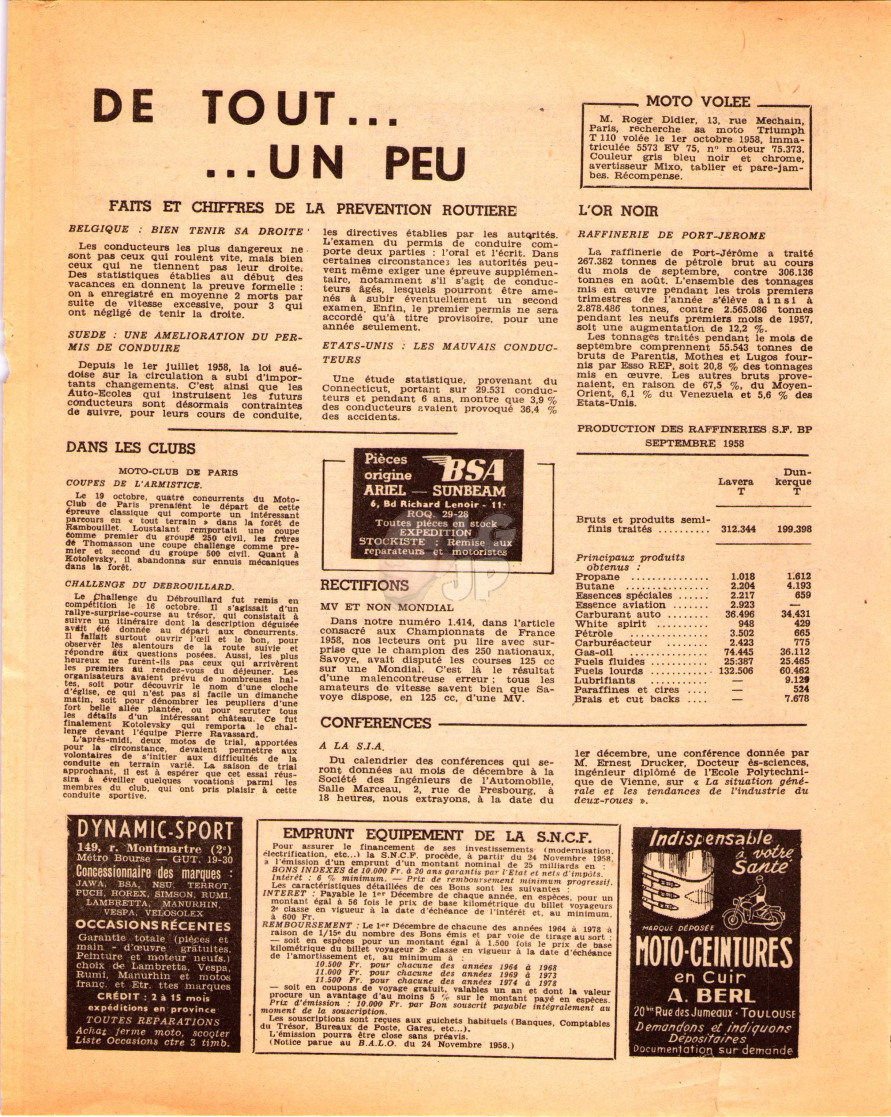 DE TOUT...
...UN PEU
MOTO VOLEE
M. Roger Didier, 13, rue Mechain,
Paris, recherche sa moto Triumph
T 110 volée le 1er octobre 1958, imma-
triculée 5573 EV 75, n° moteur 75.373.
Couleur gris bleu noir et chrome,
avertisseur Mixo, tablier et pare-jam-
bes. Récompense.
FAITS ET CHIFFRES DE LA PREVENTION ROUTIERE
BELGIQUE : BIEN TENIR SA DROITE
Les conducteurs les plus dangereux ne
sont pas ceux qui roulent vite, mais bien
ceux qui ne tiennent pas leur droite.
Des statistiques établies au début des
vacances en donnent la preuve formelle :
on a enregistré en moyenne 2 morts par
suite de vitesse excessive, pour 3 qui
ont négligé de tenir la droite.
SUEDE : UNE AMELIORATION DU PER-
MIS DE CONDUIRE
Depuis le 1er juillet 1958, la loi sué-
doise sur la circulation a subi d'impor-
tants changements. C'est ainsi que les
Auto-Ecoles qui instruisent les futurs
conducteurs sont désormais contraintes
de suivre, pour leurs cours de conduite,
les directives établies par les autorités.
L'examen du permis de conduire com-
porte deux parties : l'oral et l'écrit. Dans
certaines circonstances les autorités peu-
vent même exiger une épreuve supplémen-
taire, notamment s'il s'agit de conduc-
teurs âgés, lesquels pourront être ame-
nés à subir éventuellement un second
examen. Enfin, le premier permis ne sera
accordé qu'à titre provisoire, pour une
année seulement.
ETATS-UNIS : LES MAUVAIS CONDUC-
TEURS
Une étude statistique, provenant du
Connecticut, portant sur 29.531 conduc-
teurs et pendant 6 ans, montre que 3,9 %
des conducteurs avaient provoqué 36,4 %
des accidents.
L'OR NOIR
RAFFINERIE DE PORT-JEROME
La raffinerie de Port-Jérôme a traité
267.382 tonnes de pétrole brut au cours
du mois de septembre, contre 306.136
tonnes en août. L'ensemble des tonnages
mis en œuvre pendant les trois premiers
trimestres de l'année s'élève ainsi à
2.878.486 tonnes, contre 2.565.086 tonnes
pendant les neufs premiers mois de 1957,
soit une augmentation de 12,2 %.
Les tonnages traités pendant le mois de
septembre comprennent 55.543 tonnes de
bruts de Parentis, Mothes et Lugos four-
nis par Esso REP, soit 20,8 % des tonnages
mis en œuvre. Les autres bruts prove-
naient, en raison de 67,5 %, du Moyen-
Orient, 6,1 % du Venezuela et 5,6 % des
Etats-Unis.
PRODUCTION DES RAFFINERIES S.F. BP
SEPTEMBRE 1958
Lavera Dun-
T kerque
T
Bruts et produits semi-
finis traités .......... 312.344 199.398
Principaux produits
obtenus :
Propane ............... 1.018 1.612
Butane ................ 2.204 4.193
Essences spéciales ...... 2.217 659
Essence aviation ....... 2.923 —
Carburant auto ........ 36.496 34.431
White spirit ........... 948 429
Pétrole ................ 3.502 665
Carburéacteur ........ 2.423 775
Gas-oil ................ 74.445 36.112
Fuels fluides ........... 25:387 25.465
Fuels lourds ........... 132.506 60.462
Lubrifiants ............ — 9.129
Paraffines et cires .... — 524
Brais et cut backs .... — 7.678
DANS LES CLUBS
MOTO-CLUB DE PARIS
COUPES DE L'ARMISTICE.
Le 19 octobre, quatre concurrents du Moto-
Club de Paris prenaient le départ de cette
épreuve classique qui comporte un intéressant
parcours en « tout terrain » dans la forêt de
Rambouillet. Loustalant remportait une coupe
comme premier du groupe 250 civil, les frères
de Thomasson une coupe challenge comme pre-
mier et second du groupe 500 civil. Quant à
Kotolevsky, il abandonna sur ennuis mécaniques
dans la forêt.
CHALLENGE DU DEBROUILLARD.
Le Challenge du Débrouillard fut remis en
compétition le 16 octobre. Il s'agissait d'un
rallye-surprise-course au trésor, qui consistait à
suivre un itinéraire dont la description déguisée
avait été donnée au départ aux concurrents.
Il fallait surtout ouvrir l'œil et le bon, pour
observer les alentours de la route suivie et
répondre aux questions posées. Aussi, les plus
heureux ne furent-ils pas ceux qui arrivèrent
les premiers au rendez-vous du déjeuner. Les
organisateurs avaient prévu de nombreuses hal-
tes, soit pour découvrir le nom d'une cloche
d'église, ce qui n'est pas si facile un dimanche
matin, soit pour dénombrer les peupliers d'une
fort belle allée plantée, ou pour scruter tous
les détails d'un intéressant château. Ce fut
finalement Kotolevsky qui remporta le chal-
lenge devant l'équipe Pierre Ravassard.
L'après-midi, deux motos de trial, apportées
pour la circonstance, devaient permettre aux
volontaires de s'initier aux difficultés de la
conduite en terrain varié. La saison de trial
approchant, il est à espérer que cet essai réus-
sira à éveiller quelques vocations parmi les
membres du club, qui ont pris plaisir à cette
conduite sportive.
Pièces
origine BSA
ARIEL — SUNBEAM
6, Bd Richard Lenoir - 11·
ROQ. 29-28
Toutes pièces en stock
EXPEDITION
STOCKISTE : Remise aux
reparateurs et motoristes
JP
RECTIFIONS
MV ET NON MONDIAL
Dans notre numéro 1.414, dans l'article
consacré aux Championnats de France
1958, nos lecteurs ont pu lire avec sur-
prise que le champion des 250 nationaux,
Savoye, avait disputé les courses 125 cc
sur une Mondial. C'est là le résultat
d'une malencontreuse erreur ; tous les
amateurs de vitesse savent bien que Sa-
voye dispose, en 125 cc, d'une MV.
CONFERENCES
A LA S.I.A.
Du calendrier des conférences qui se-
ront données au mois de décembre à la
Société des Ingénieurs de l'Automobile,
Salle Marceau, 2, rue de Presbourg, à
18 heures, nous extrayons, à la date du
1er décembre, une conférence donnée par
M. Ernest Drucker, Docteur ès-sciences,
ingénieur diplômé de l'Ecole Polytechni-
que de Vienne, sur « La situation géné-
rale et les tendances de l'industrie du
deux-roues ».
DYNAMIC-SPORT
149, r. Montmartre (2e)
Métro Bourse — GUT. 19-30
Concessionnaire des marques :
JAWA, BSA, NSU, TERROT,
PUCH, HOREX, SIMSON, RUMI,
LAMBRETTA, MANURHIN,
VESPA, VELOSOLEX
OCCASIONS RÉCENTES
Garantie totale (pièces et
main - d'œuvre gratuites.
Peinture et moteur neufs.)
choix de Lambretta, Vespa,
Rumi, Manurhin et motos
franç. et Etr. ttes marques
CRÉDIT : 2 à 15 mois
expéditions en province
TOUTES REPARATIONS
Achat ferme moto, scooter
Liste Occasions ctre 3 timb.
EMPRUNT EQUIPEMENT DE LA S.N.C.F.
Pour assurer le financement de ses investissements (modernisation,
électrification, etc...) la S.N.C.F. procède, à partir du 24 Novembre 1958,
à l'émission d'un emprunt d'un montant nominal de 25 milliards en :
BONS INDEXES de 10.000 Fr. à 20 ans garantis par l'Etat et nets d'impôts.
Intérêt : 6 % minimum. — Prix de remboursement minimum progressif.
Les caractéristiques détaillées de ces Bons sont les suivantes :
INTERET : Payable le 1er Décembre de chaque année, en espèces, pour un
montant égal à 56 fois le prix de base kilométrique du billet voyageurs
2e classe en vigueur à la date d'échéance de l'intérêt et, au minimum,
à 600 Fr.
REMBOURSEMENT : Le 1er Décembre de chacune des années 1964 à 1978 à
raison de 1/15e du nombre des Bons émis et par voie de tirage au sort :
— soit en espèces pour un montant égal à 1.500 fois le prix de base
kilométrique du billet voyageur 2e classe en vigueur à la date d'échéance
de l'amortissement et, au minimum à :
10.500 Fr. pour chacune des années 1964 à 1968
11.000 Fr. pour chacune des années 1969 à 1973
11.500 Fr. pour chacune des années 1974 à 1978
— soit en coupons de voyage gratuit, valables un an et dont la valeur
procure un avantage d'au moins 5 % sur le montant payé en espèces.
Prix d'émission : 10.000 Fr. par Bon souscrit payable intégralement au
moment de la souscription.
Les souscriptions sont reçues aux guichets habituels (Banques, Comptables
du Trésor, Bureaux de Poste, Gares, etc...).
L'émission pourra être close sans préavis.
(Notice parue au B.A.L.O. du 24 Novembre 1958.)
Indispensable
à votre
Santé
MARQUE DÉPOSÉE
MOTO-CEINTURES
en Cuir
A. BERL
20bis Rue des Jumeaux · TOULOUSE
Demandons et indiquons
Dépositaires
Documentation sur demande